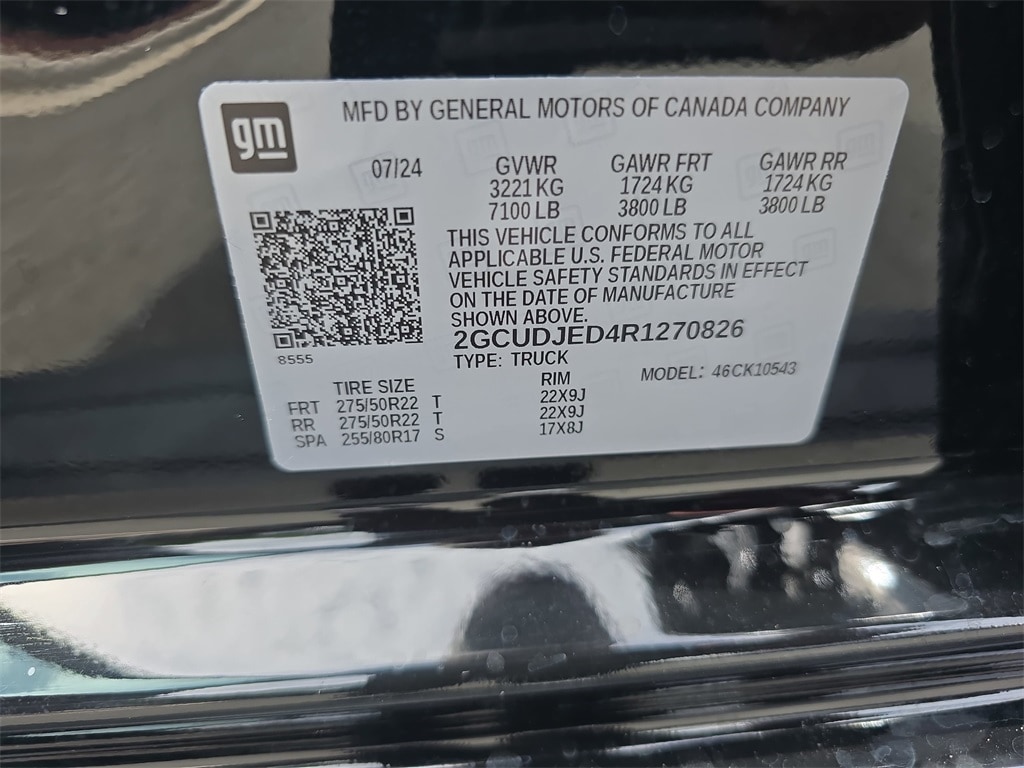 gm
MFD BY GENERAL MOTORS OF CANADA COMPANY
07/24 GVWR GAWR FRT GAWR RR
3221 KG 1724 KG 1724 KG
7100 LB 3800 LB 3800 LB
THIS VEHICLE CONFORMS TO ALL
APPLICABLE U.S. FEDERAL MOTOR
VEHICLE SAFETY STANDARDS IN EFFECT
ON THE DATE OF MANUFACTURE
SHOWN ABOVE.
2GCUDJED4R1270826
8555
TYPE: TRUCK
MODEL: 46CK10543
TIRE SIZE RIM
FRT 275/50R22 T 22X9J
RR 275/50R22 T 22X9J
SPA 255/80R17 S 17X8J